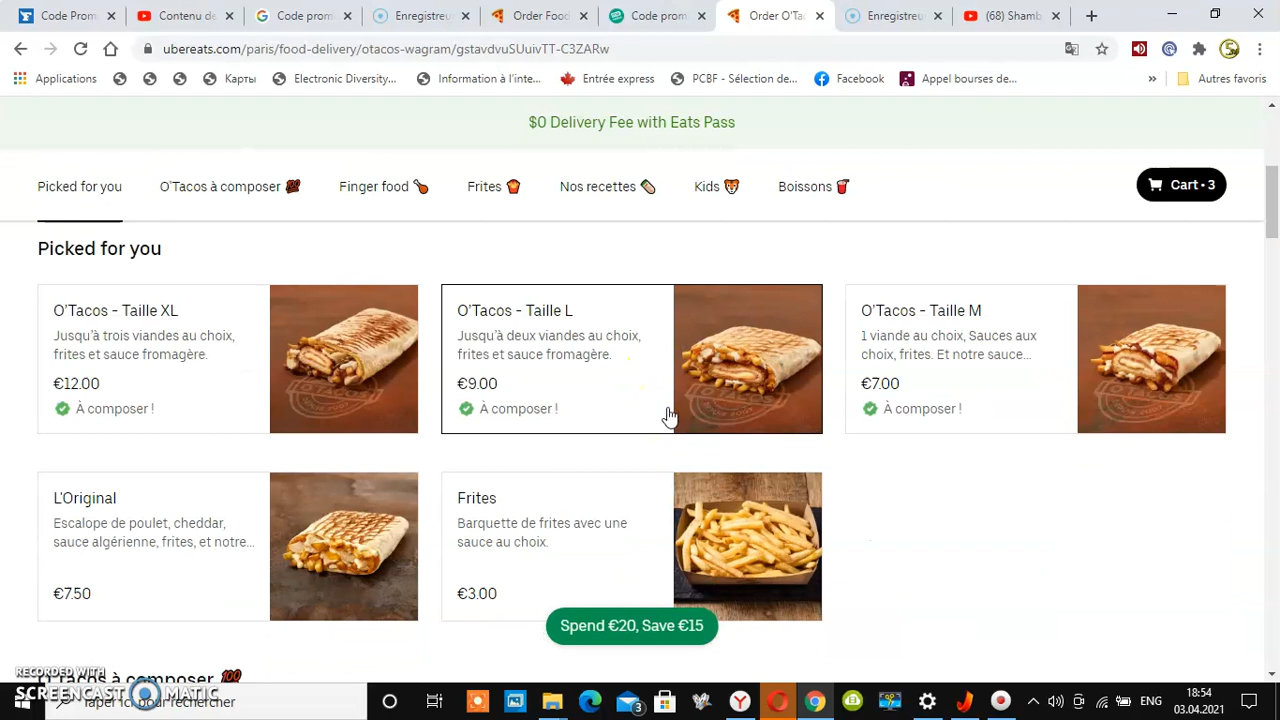 Code Prom
Contenu de
Code prom
Enregistreu
Order Food
Code prom
Order O'Ta
Enregistreu
(68) Shamb
ubereats.com/paris/food-delivery/otacos-wagram/gstavdvuSUuivTT-C3ZARw
Applications
Карты
Electronic Diversity...
Information à l'inte...
Entrée express
PCBF - Sélection de...
Facebook
Appel bourses de...
»
Autres favoris
$0 Delivery Fee with Eats Pass
Picked for you
O'Tacos à composer 💯
Finger food 🍗
Frites 🍟
Nos recettes 🌯
Kids 🐯
Boissons 🥤
Cart • 3
Picked for you
O'Tacos - Taille XL
Jusqu'à trois viandes au choix,
frites et sauce fromagère.
€12.00
À composer !
O'Tacos - Taille L
Jusqu'à deux viandes au choix,
frites et sauce fromagère.
€9.00
À composer !
O'Tacos - Taille M
1 viande au choix, Sauces aux
choix, frites. Et notre sauce...
€7.00
À composer !
L'Original
Escalope de poulet, cheddar,
sauce algérienne, frites, et notre...
€7.50
Frites
Barquette de frites avec une
sauce au choix.
€3.00
Spend €20, Save €15
O'Tacos à composer 💯
RECORDED WITH
SCREENCAST MATIC
Taper ici pour rechercher
3
ENG
18:54
03.04.2021